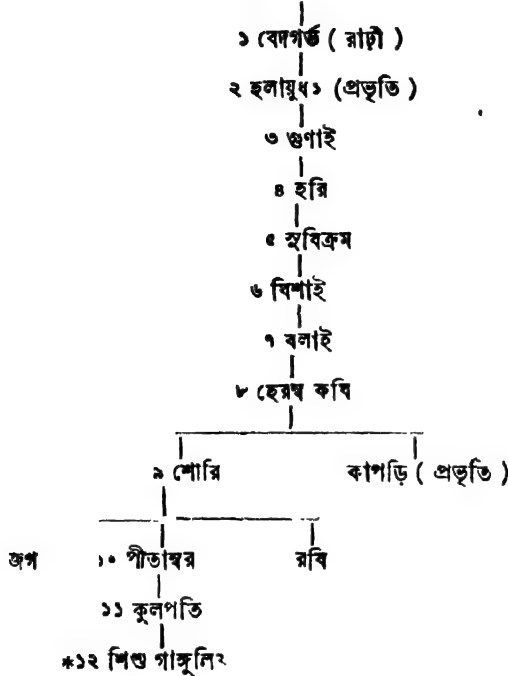 ১ বেদগর্ভ ( রাঢ়ী )
২ হলায়ুধ১ (প্রভৃতি )
৩ গুণাই
৪ হরি
৫ সুবিক্রম
৬ বিশাই
৭ বলাই
৮ হেরম্ব কবি
৯ শোরি কাপড়ি ( প্রভৃতি )
জগ ১০ পীতাম্বর রবি
১১ কুলপতি
*১২ শিশু গাঙ্গুলি২